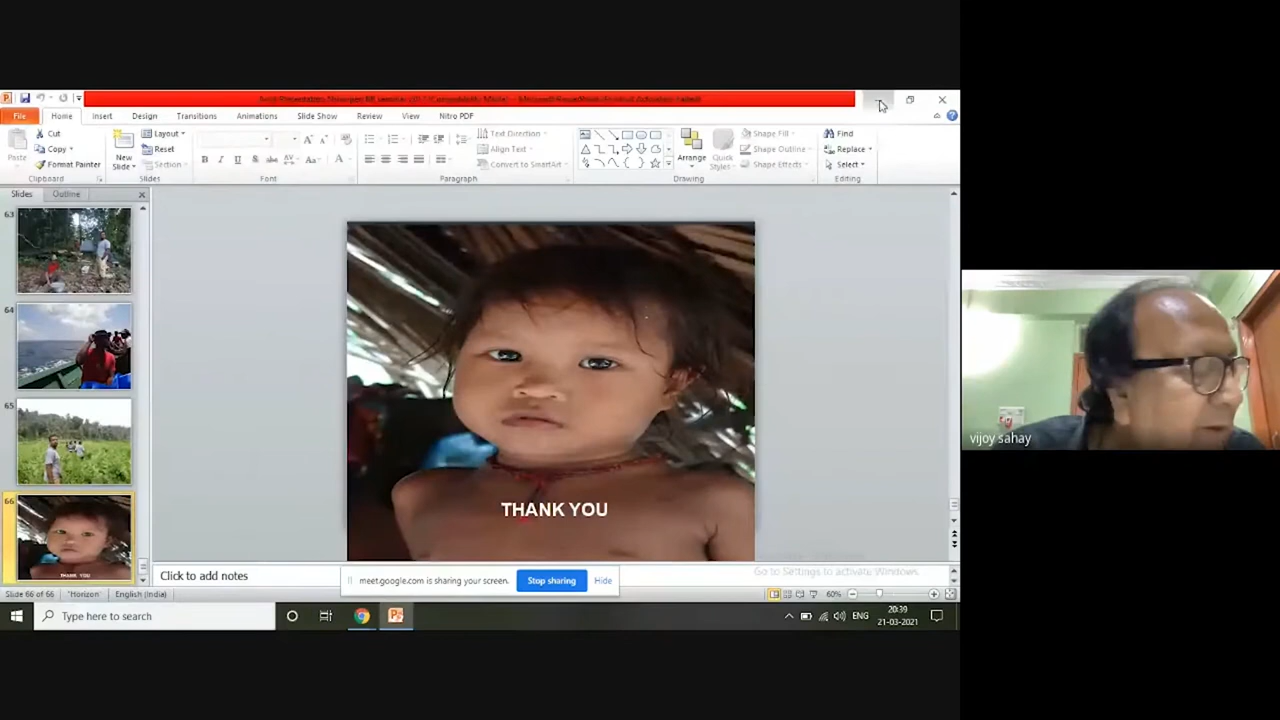 File Home Insert Design Transitions Animations Slide Show Review View Nitro PDF
Cut
Copy
Format Painter
Paste
Clipboard
New
Slide
Layout
Reset
Section
Slides
B I U S abc AV Aa A
Font
Text Direction
Align Text
Convert to SmartArt
Paragraph
Arrange
Quick
Styles
Shape Fill
Shape Outline
Shape Effects
Drawing
Find
Replace
Select
Editing
Slides Outline
63
64
65
66
THANK YOU
THANK YOU
vijoy sahay
Click to add notes
meet.google.com is sharing your screen. Stop sharing Hide
Go to Settings to activate Windows.
Slide 66 of 66 "Horizon" English (India) 60%
Type here to search
ENG
20:39
21-03-2021